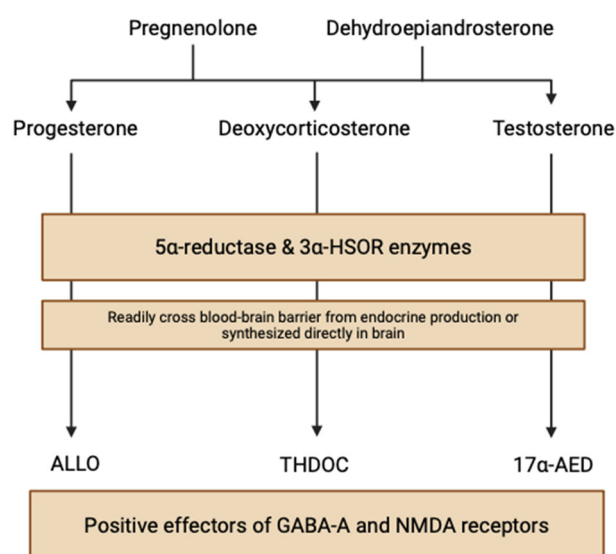 Pregnenolone Dehydroepiandrosterone
Progesterone Deoxycorticosterone Testosterone
5α-reductase & 3α-HSOR enzymes
Readily cross blood-brain barrier from endocrine production or
synthesized directly in brain
ALLO THDOC 17α-AED
Positive effectors of GABA-A and NMDA receptors